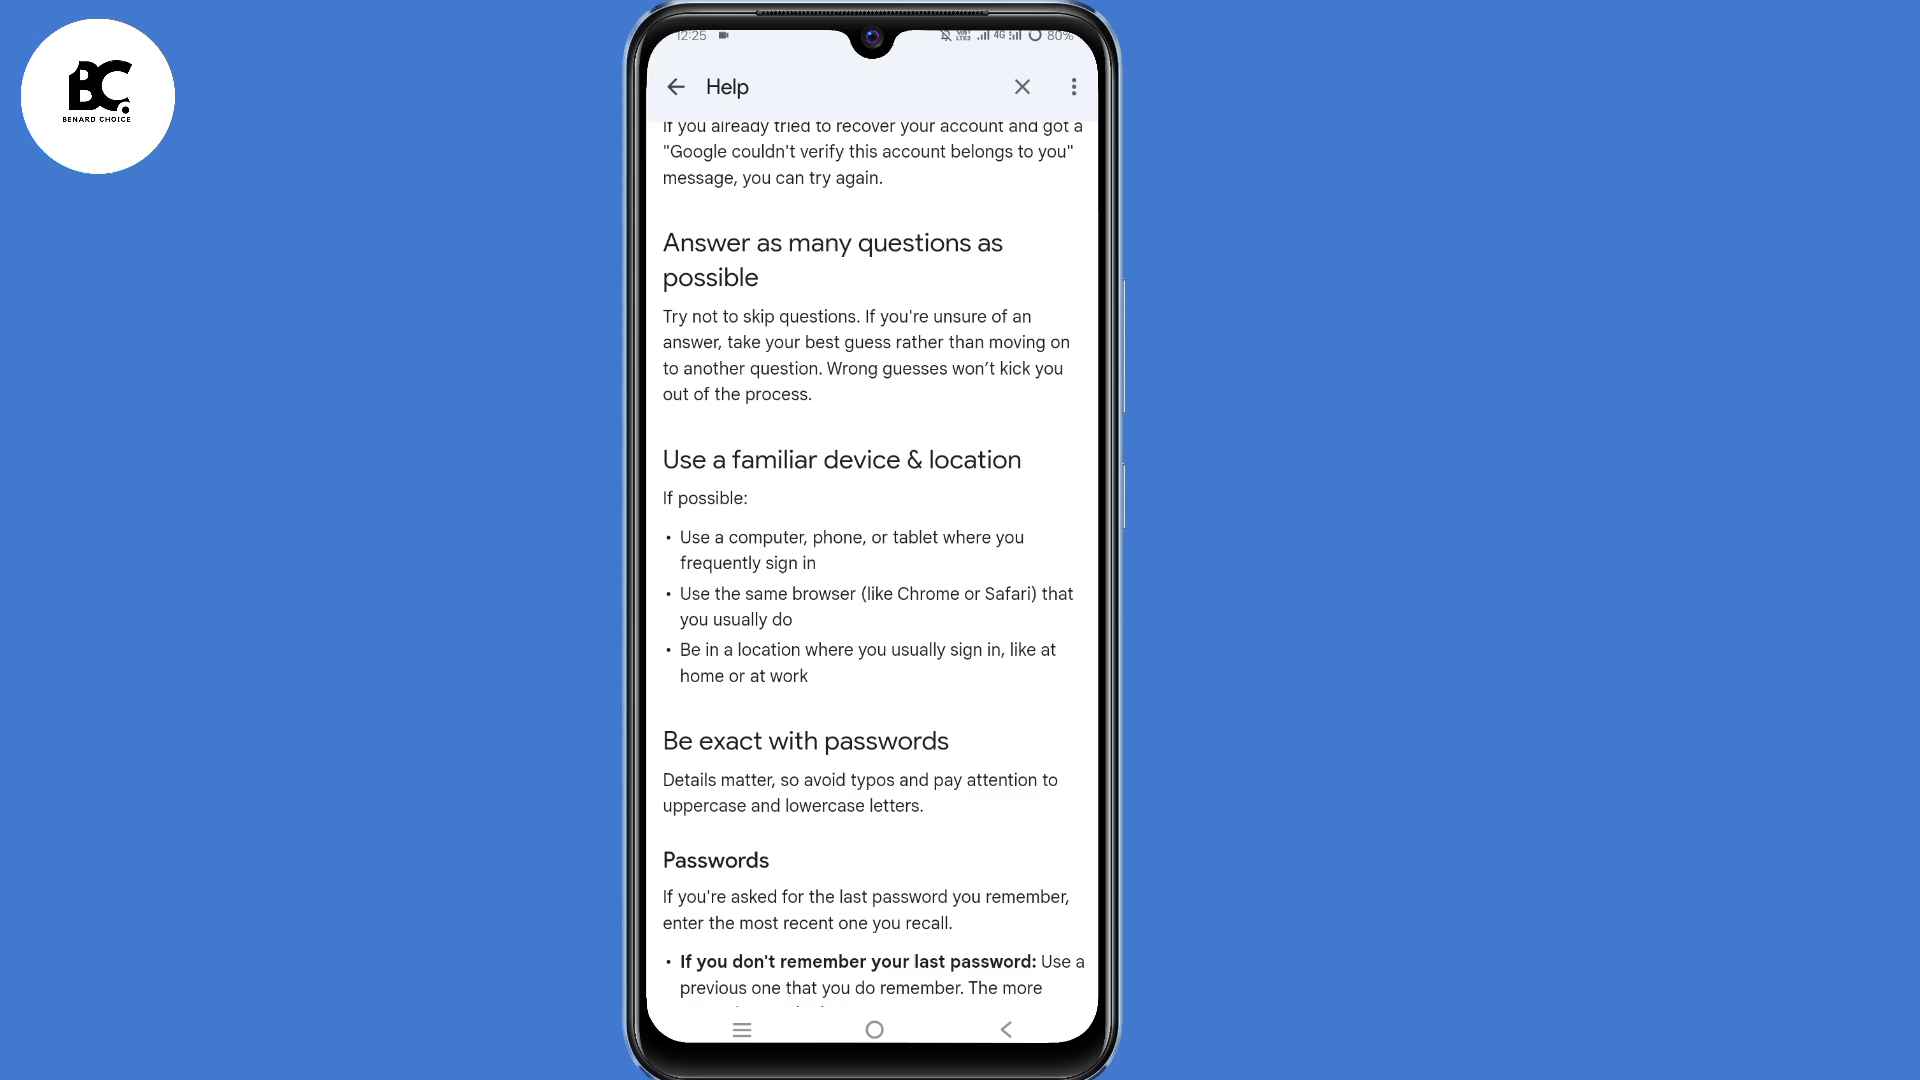 BC.
BENARD CHOICE
12:25
4G
80%
Help
If you already tried to recover your account and got a
"Google couldn't verify this account belongs to you"
message, you can try again.
Answer as many questions as
possible
Try not to skip questions. If you're unsure of an
answer, take your best guess rather than moving on
to another question. Wrong guesses won’t kick you
out of the process.
Use a familiar device & location
If possible:
• Use a computer, phone, or tablet where you
frequently sign in
• Use the same browser (like Chrome or Safari) that
you usually do
• Be in a location where you usually sign in, like at
home or at work
Be exact with passwords
Details matter, so avoid typos and pay attention to
uppercase and lowercase letters.
Passwords
If you're asked for the last password you remember,
enter the most recent one you recall.
• If you don't remember your last password: Use a
previous one that you do remember. The more